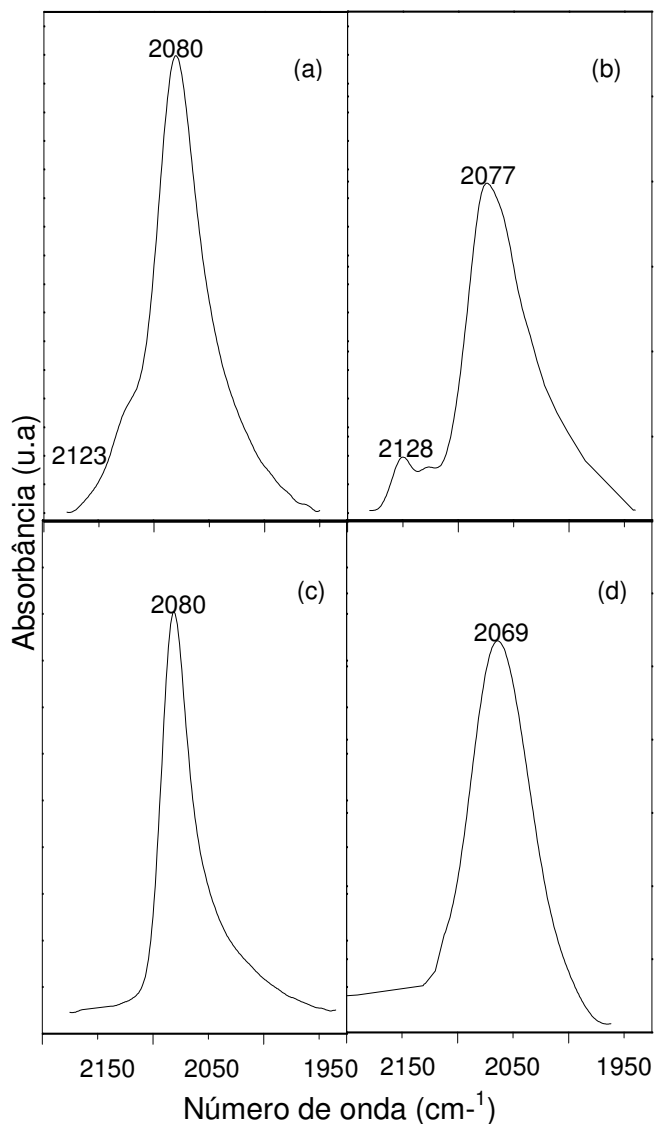 2080
(a)
2123
2077
(b)
2128
2080
(c)
2069
(d)
Absorbância (u.a)
2150 2050 1950
2150 2050 1950
Número de onda (cm-¹)